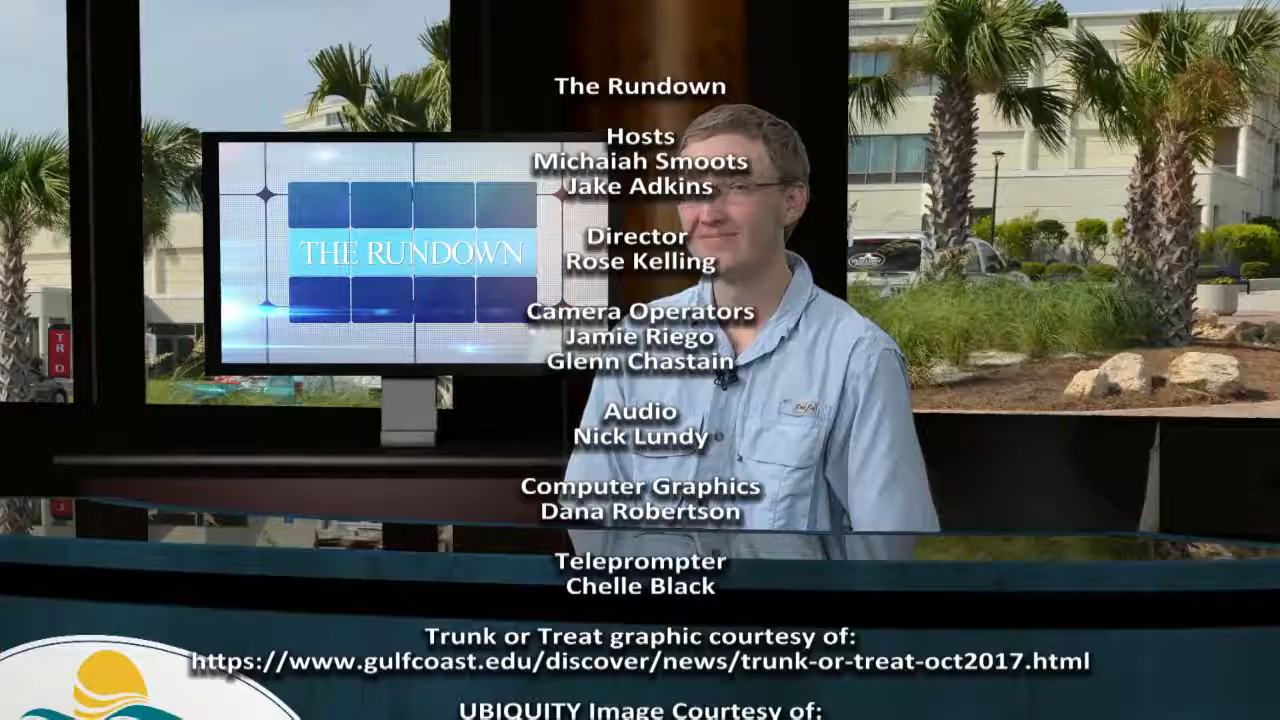 The Rundown
Hosts
Michaiah Smoots
Jake Adkins
THE RUNDOWN
Director
Rose Kelling
Camera Operators
Jamie Riego
Glenn Chastain
TRO
Audio
Nick Lundy
Computer Graphics
Dana Robertson
Teleprompter
Chelle Black
Trunk or Treat graphic courtesy of:
https://www.gulfcoast.edu/discover/news/trunk-or-treat-oct2017.html
UBIQUITY Image Courtesy of: